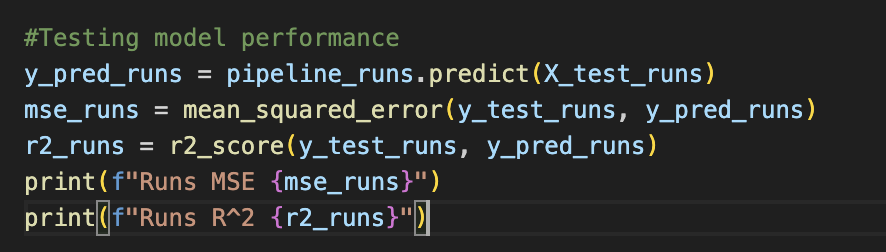 #Testing model performance
y_pred_runs = pipeline_runs.predict(X_test_runs)
mse_runs = mean_squared_error(y_test_runs, y_pred_runs)
r2_runs = r2_score(y_test_runs, y_pred_runs)
print(f"Runs MSE {mse_runs}")
print(f"Runs R^2 {r2_runs}")